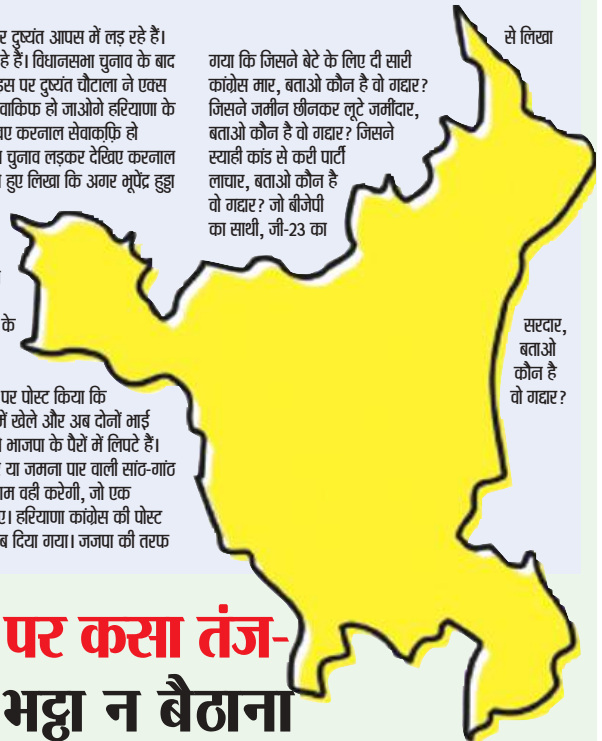 र दुष्यंत आपस में लड़ रहे हैं।
हे हैं। विधानसभा चुनाव के बाद
इस पर दुष्यंत चौटाला ने एक्स
वाकिफ हो जाओगे हरियाणा के
ए करनाल सेवाकफ़ि हो
चुनाव लड़कर देखिए करनाल
हुए लिखा कि अगर भूपेंद्र हुड्डा
के
पर पोस्ट किया कि
में खेले और अब दोनों भाई
भाजपा के पैरों में लिपटे हैं।
या जमना पार वाली सांठ-गांठ
म वही करेगी, जो एक
ए। हरियाणा कांग्रेस की पोस्ट
ब दिया गया। जजपा की तरफ
से लिखा
गया कि जिसने बेटे के लिए दी सारी
कांग्रेस मार, बताओ कौन है वो गद्दार?
जिसने जमीन छीनकर लूटे जमींदार,
बताओ कौन है वो गद्दार? जिसने
स्याही कांड से करी पार्टी
लाचार, बताओ कौन है
वो गद्दार? जो बीजेपी
का साथी, जी-23 का
सरदार,
बताओ
कौन है
वो गद्दार?
पर कसा तंज-
भट्ठा न बैठाना